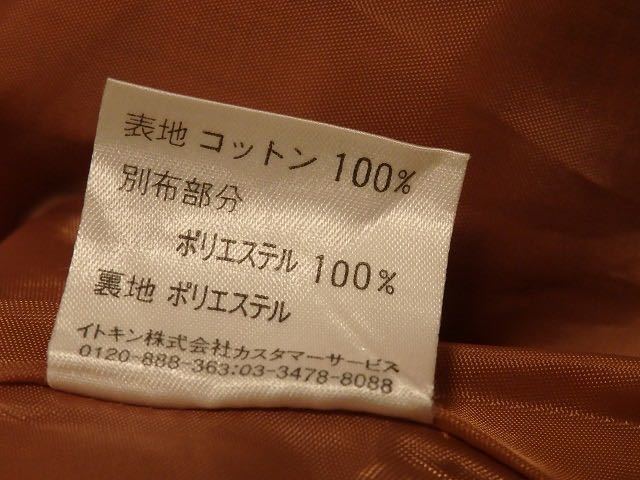 表地 コットン 100%
別布部分
ポリエステル 100%
裏地 ポリエステル
イトキン株式会社カスタマーサービス
0120-888-363:03-3478-8088